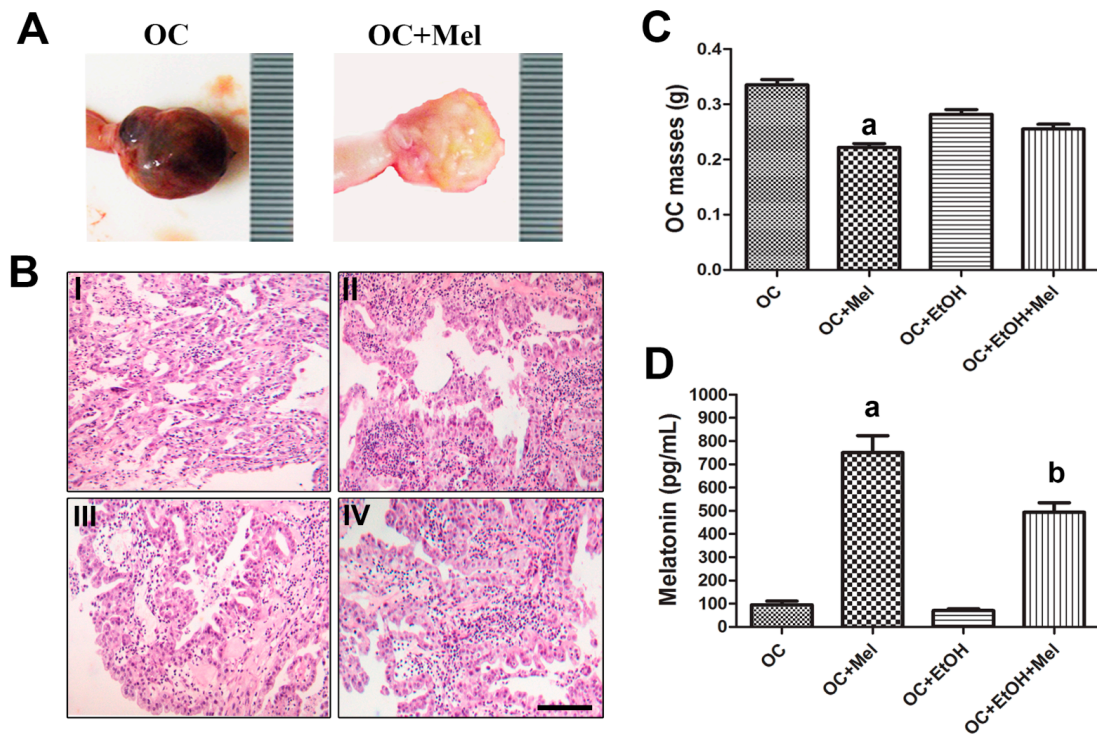 A
OC
OC+Mel
B
I
II
III
IV
C
OC masses (g)
0.4
0.3
0.2
0.1
0.0
a
OC
OC+Mel
OC+EtOH
OC+EtOH+Mel
D
Melatonin (pg/mL)
1000
900
800
700
600
500
400
300
200
100
0
a
b
OC
OC+Mel
OC+EtOH
OC+EtOH+Mel